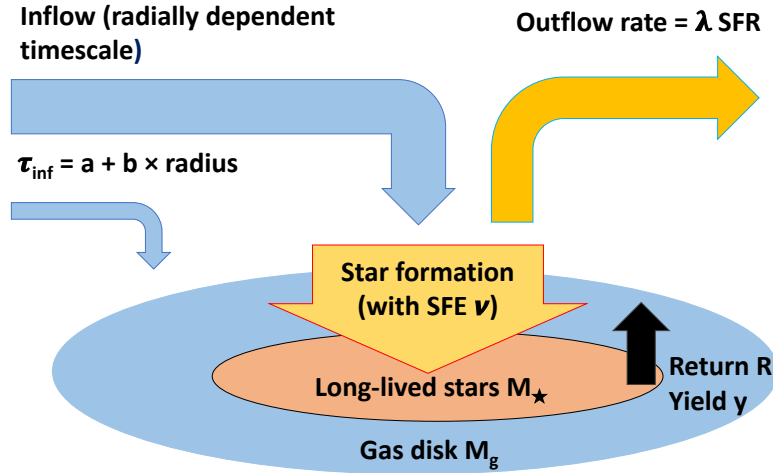 Inflow (radially dependent
timescale)
Outflow rate = λ SFR
τinf = a + b × radius
Star formation
(with SFE ν)
Long-lived stars M★
Return R
Yield y
Gas disk Mg